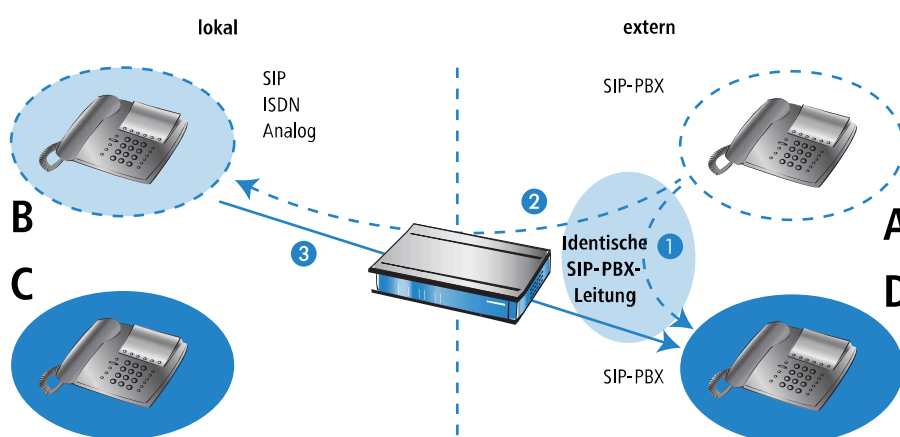 lokal
extern
SIP
ISDN
Analog
SIP-PBX
B
A
2
1
3
Identische
SIP-PBX-
Leitung
C
D
SIP-PBX